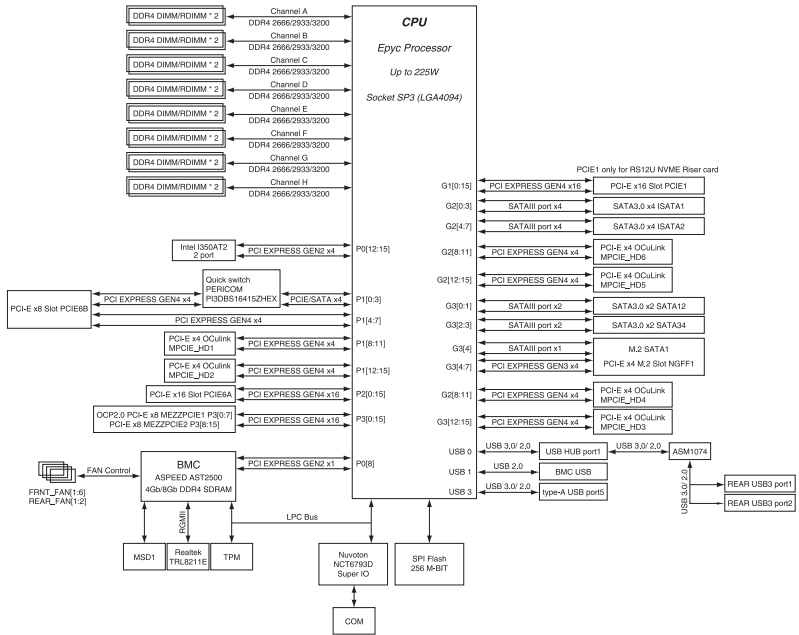 DDR4 DIMM/RDIMM * 2
Channel A
DDR4 2666/2933/3200
DDR4 DIMM/RDIMM * 2
Channel B
DDR4 2666/2933/3200
DDR4 DIMM/RDIMM * 2
Channel C
DDR4 2666/2933/3200
DDR4 DIMM/RDIMM * 2
Channel D
DDR4 2666/2933/3200
DDR4 DIMM/RDIMM * 2
Channel E
DDR4 2666/2933/3200
DDR4 DIMM/RDIMM * 2
Channel F
DDR4 2666/2933/3200
DDR4 DIMM/RDIMM * 2
Channel G
DDR4 2666/2933/3200
DDR4 DIMM/RDIMM * 2
Channel H
DDR4 2666/2933/3200
CPU
Epyc Processor
Up to 225W
Socket SP3 (LGA4094)
PCIE1 only for RS12U NVME Riser card
G1[0:15]
PCI EXPRESS GEN4 x16
PCI-E x16 Slot PCIE1
G2[0:3]
SATAIII port x4
SATA3.0 x4 ISATA1
G2[4:7]
SATAIII port x4
SATA3.0 x4 ISATA2
G2[8:11]
PCI EXPRESS GEN4 x4
PCI-E x4 OCuLink
MPCIE_HD6
G2[12:15]
PCI EXPRESS GEN4 x4
PCI-E x4 OCuLink
MPCIE_HD5
G3[0:1]
SATAIII port x2
SATA3.0 x2 SATA12
G3[2:3]
SATAIII port x2
SATA3.0 x2 SATA34
G3[4]
SATAIII port x1
M.2 SATA1
G3[4:7]
PCI EXPRESS GEN3 x4
PCI-E x4 M,2 Slot NGFF1
G2[8:11]
PCI EXPRESS GEN4 x4
PCI-E x4 OCuLink
MPCIE_HD4
G3[12:15]
PCI EXPRESS GEN4 x4
PCI-E x4 OCuLink
MPCIE_HD3
USB 0
USB 3,0/ 2,0
USB HUB port1
USB 3,0/ 2.0
ASM1074
USB 1
USB 2.0
BMC USB
USB 3
USB 3.0/ 2.0
type-A USB port5
USB 3.0/ 2.0
REAR USB3 port1
REAR USB3 port2
Intel I350AT2
2 port
PCI EXPRESS GEN2 x4
P0[12:15]
PCI-E x8 Slot PCIE6B
PCI EXPRESS GEN4 x4
Quick switch
PERICOM
PI3DBS16415ZHEX
PCIE/SATA x4
P1[0:3]
PCI EXPRESS GEN4 x4
P1[4:7]
PCI-E x4 OCulink
MPCIE_HD1
PCI EXPRESS GEN4 x4
P1[8:11]
PCI-E x4 OCulink
MPCIE_HD2
PCI EXPRESS GEN4 x4
P1[12:15]
PCI-E x16 Slot PCIE6A
PCI EXPRESS GEN4 x16
P2[0:15]
OCP2.0 PCI-E x8 MEZZPCIE1 P3[0:7]
PCI-E x8 MEZZPCIE2 P3[8:15]
PCI EXPRESS GEN4 x16
P3[0:15]
FRNT_FAN[1:6]
REAR_FAN[1:2]
FAN Control
BMC
ASPEED AST2500
4Gb/8Gb DDR4 SDRAM
PCI EXPRESS GEN2 x1
P0[8]
RGMII
LPC Bus
MSD1
Realtek
TRL8211E
TPM
Nuvoton
NCT6793D
Super IO
SPI Flash
256 M-BIT
COM